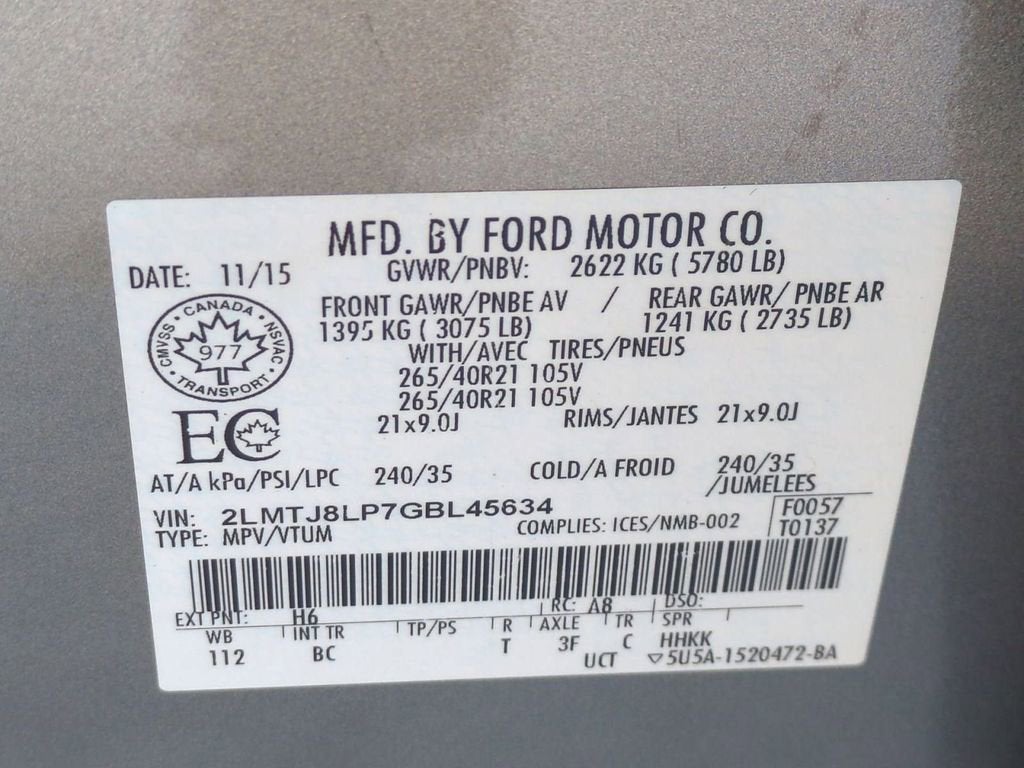 MFD. BY FORD MOTOR CO.
DATE: 11/15 GVWR/PNBV: 2622 KG ( 5780 LB)
FRONT GAWR/PNBE AV / REAR GAWR/ PNBE AR
1395 KG ( 3075 LB) 1241 KG ( 2735 LB)
WITH/AVEC TIRES/PNEUS
265/40R21 105V
265/40R21 105V
21x9.0J RIMS/JANTES 21x9.0J
CMVSS • CANADA • NSVAC • TRANSPORT •
977
EC
AT/A kPa/PSI/LPC 240/35 COLD/A FROID 240/35
/JUMELEES
VIN: 2LMTJ8LP7GBL45634 F0057
TYPE: MPV/VTUM COMPLIES: ICES/NMB-002 T0137
EXT PNT: H6 RC: A8 DSO:
WB INT TR TP/PS R AXLE TR SPR
112 BC T 3F C HHKK
UCT ▽5U5A-1520472-BA